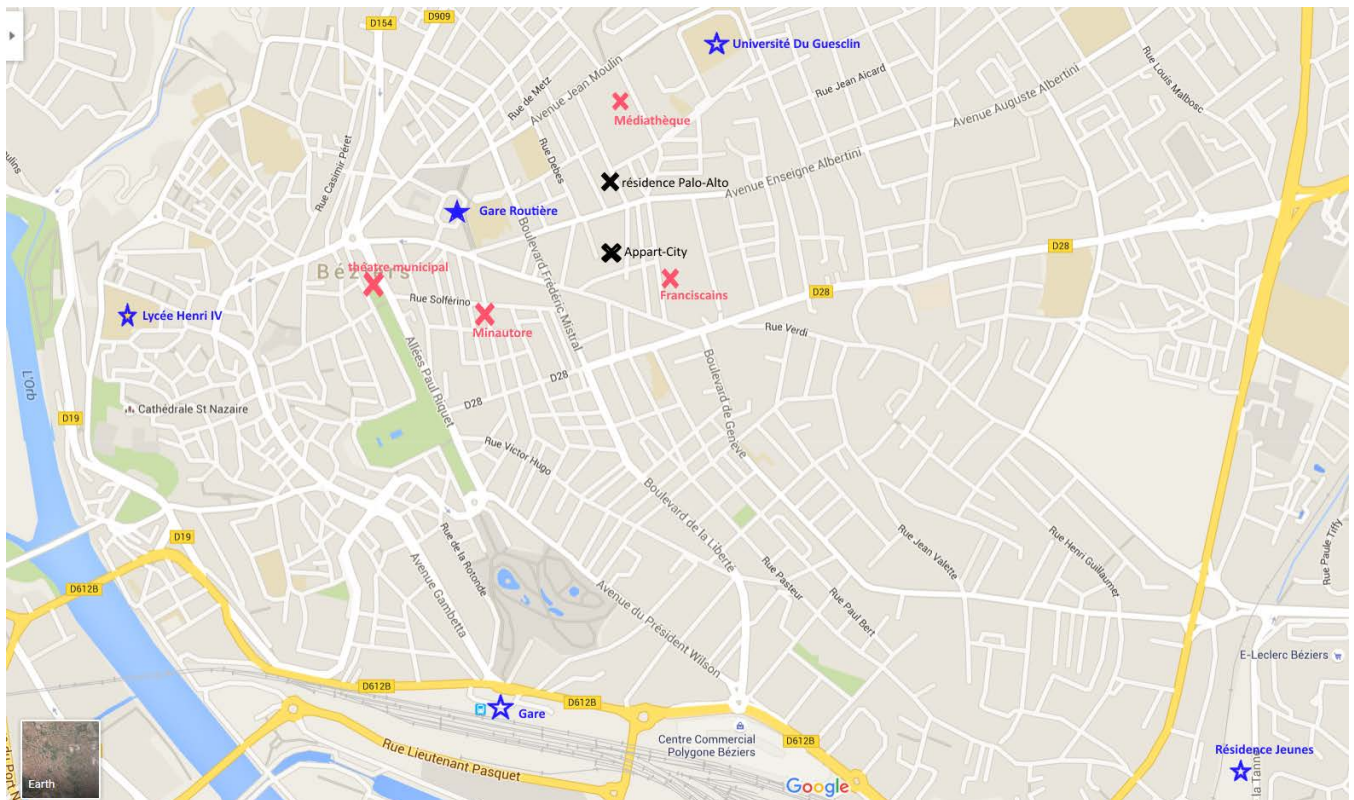 D154
D909
Université Du Guesclin
Rue Louis Malbosc
Rue Jean Aicard
Avenue Auguste Albertini
Rue de Metz
Avenue Jean Moulin
Médiathèque
Rue Debes
Rue Casimir Péret
résidence Palo-Alto
Avenue Enseigne Albertini
Gare Routière
Boulevard Frédéric Mistral
Appart-City
D28
théatre municipal
Franciscains
D28
Rue Solférino
Lycée Henri IV
Minautore
Rue Verdi
Allées Paul Riquet
L'Orb
D28
D28
Boulevard de Genève
Cathédrale St Nazaire
D19
Rue Victor Hugo
Boulevard de la Liberté
D19
Rue de la Rotonde
Rue Jean Valette
Rue Henri Guillaumet
Rue Paule Tiffy
D612B
Avenue Gambetta
Rue Pasteur
Rue Paul Bert
Avenue du Président Wilson
E-Leclerc Béziers
D612B
D612B
Gare
Centre Commercial
Polygone Béziers
D612B
Rue Lieutenant Pasquet
Résidence Jeunes
Earth
Google